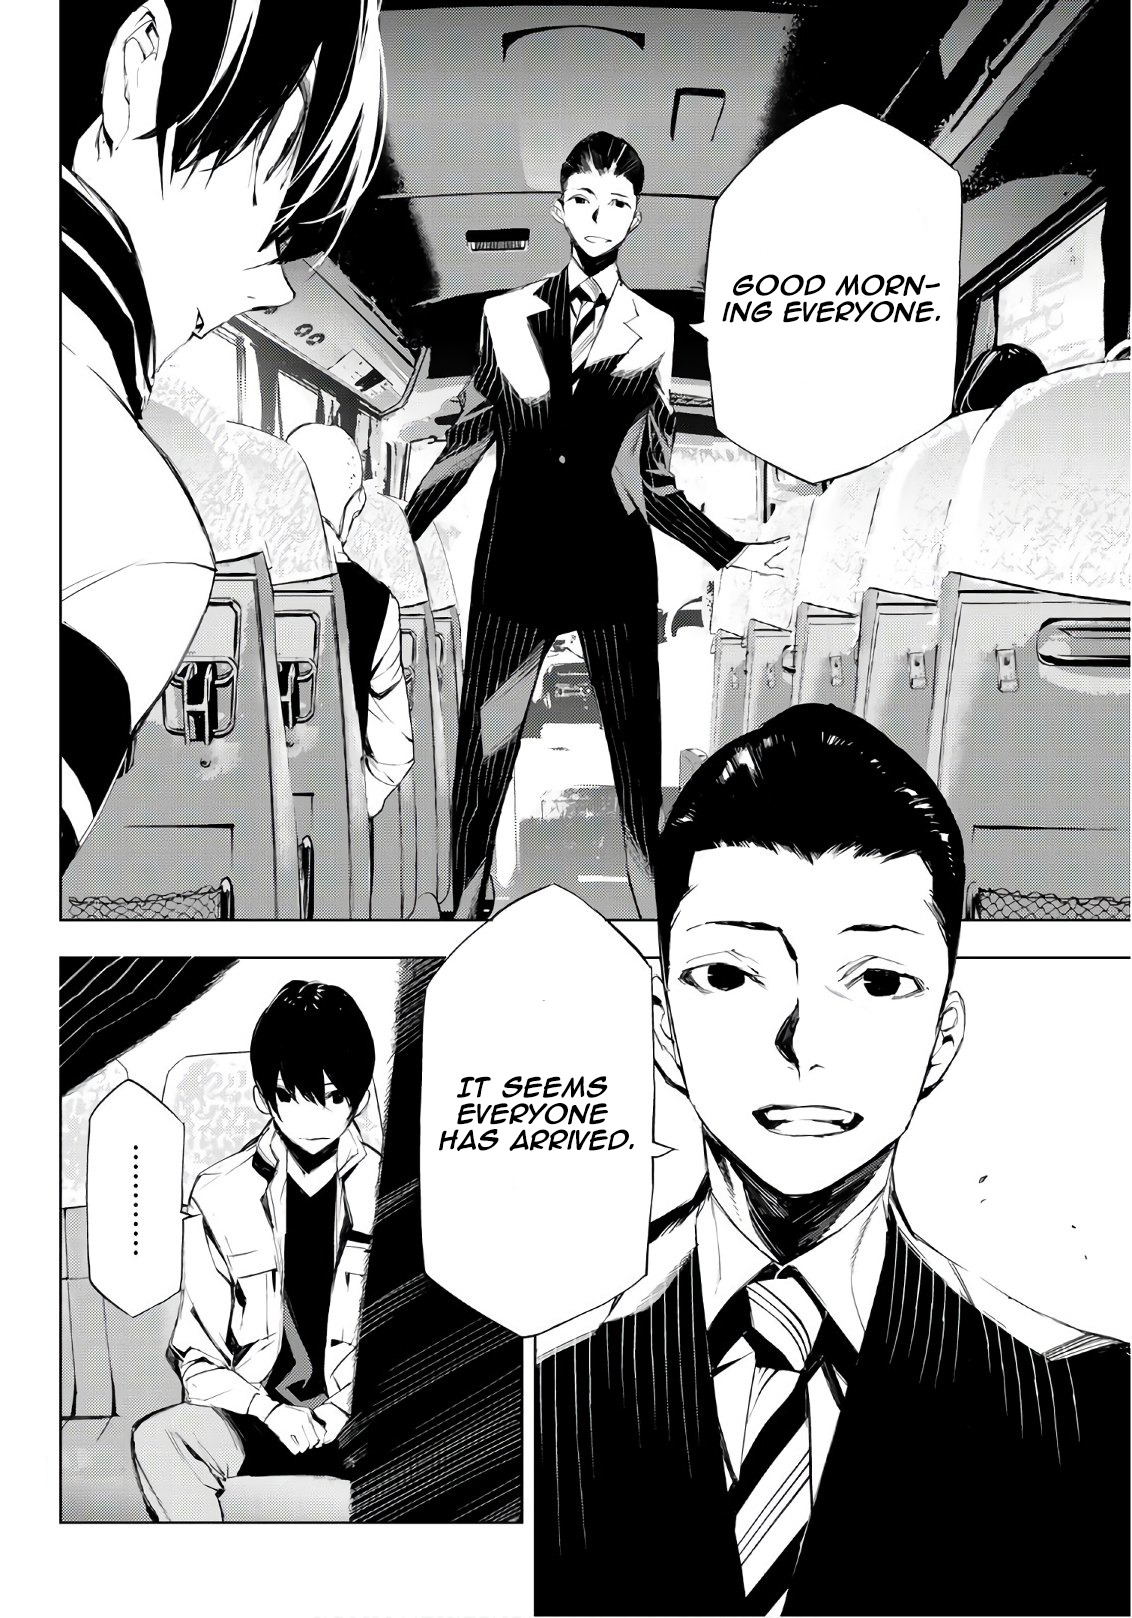 GOOD MORN-
ING EVERYONE.
IT SEEMS
EVERYONE
HAS ARRIVED.
.........